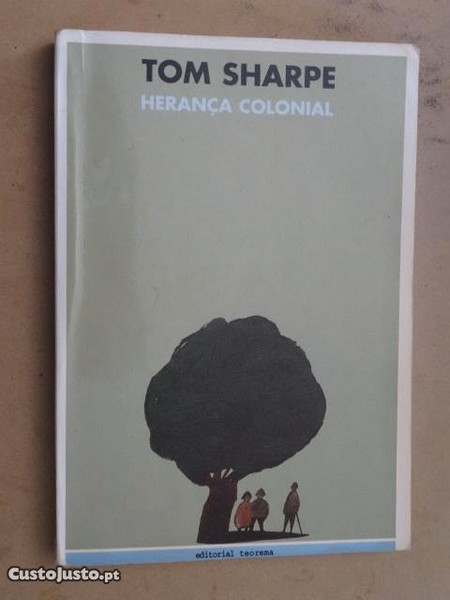 TOM SHARPE
HERANÇA COLONIAL
editorial teorema
CustoJusto.pt